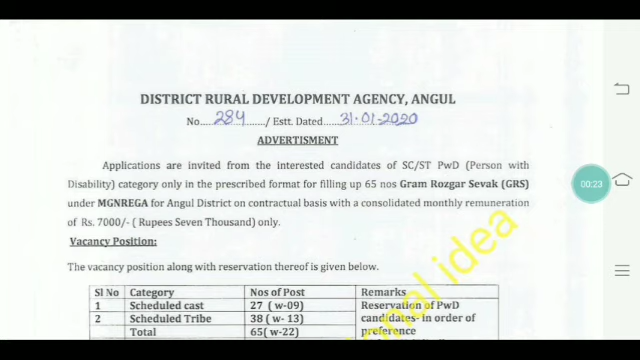 DISTRICT RURAL DEVELOPMENT AGENCY, ANGUL
No....284......./ Estt. Dated....31.01-2020
ADVERTISMENT
Applications are invited from the interested candidates of SC/ST PwD (Person with
Disability) category only in the prescribed format for filling up 65 nos Gram Rozgar Sevak (GRS)
under MGNREGA for Angul District on contractual basis with a consolidated monthly remuneration
of Rs. 7000/- ( Rupees Seven Thousand) only.
Vacancy Position:
The vacancy position along with reservation thereof is given below.
Sl No Category Nos of Post Remarks
1 Scheduled cast 27 ( w-09) Reservation of PwD
2 Scheduled Tribe 38 ( w- 13) candidates- in order of
Total 65( w-22) preference
onal idea
00:23